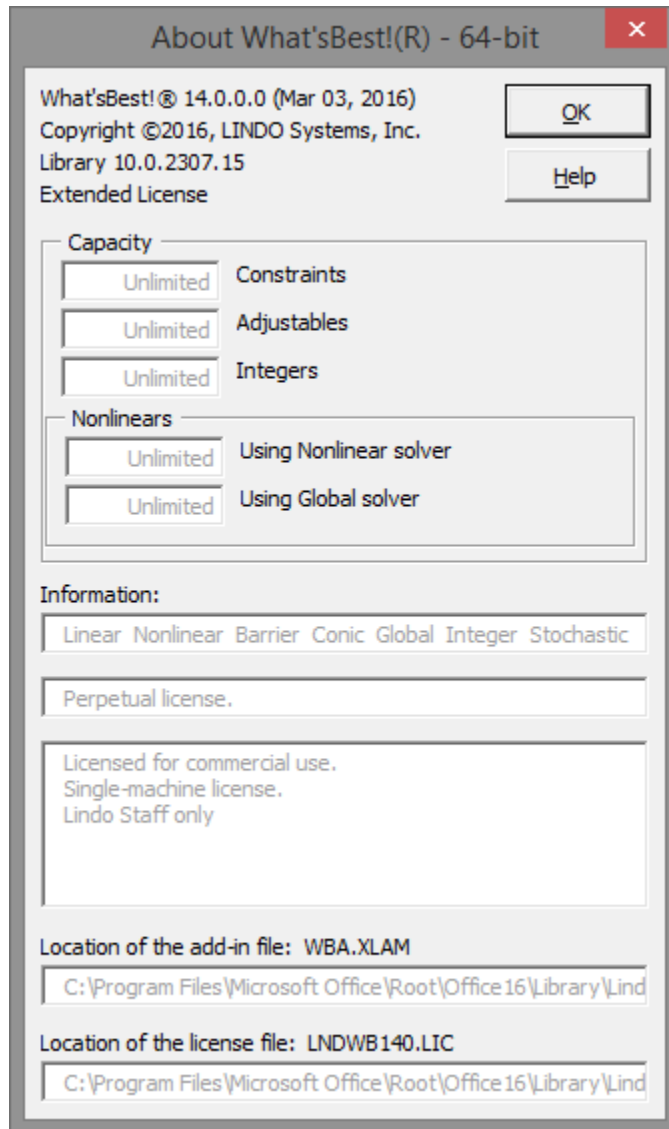 About What'sBest!(R) - 64-bit
What'sBest!® 14.0.0.0 (Mar 03, 2016)
Copyright ©2016, LINDO Systems, Inc.
Library 10.0.2307.15
Extended License
OK
Help
Capacity
Unlimited Constraints
Unlimited Adjustables
Unlimited Integers
Nonlinears
Unlimited Using Nonlinear solver
Unlimited Using Global solver
Information:
Linear Nonlinear Barrier Conic Global Integer Stochastic
Perpetual license.
Licensed for commercial use.
Single-machine license.
Lindo Staff only
Location of the add-in file: WBA.XLAM
C:\Program Files\Microsoft Office\Root\Office16\Library\Lind
Location of the license file: LNDWB140.LIC
C:\Program Files\Microsoft Office\Root\Office16\Library\Lind